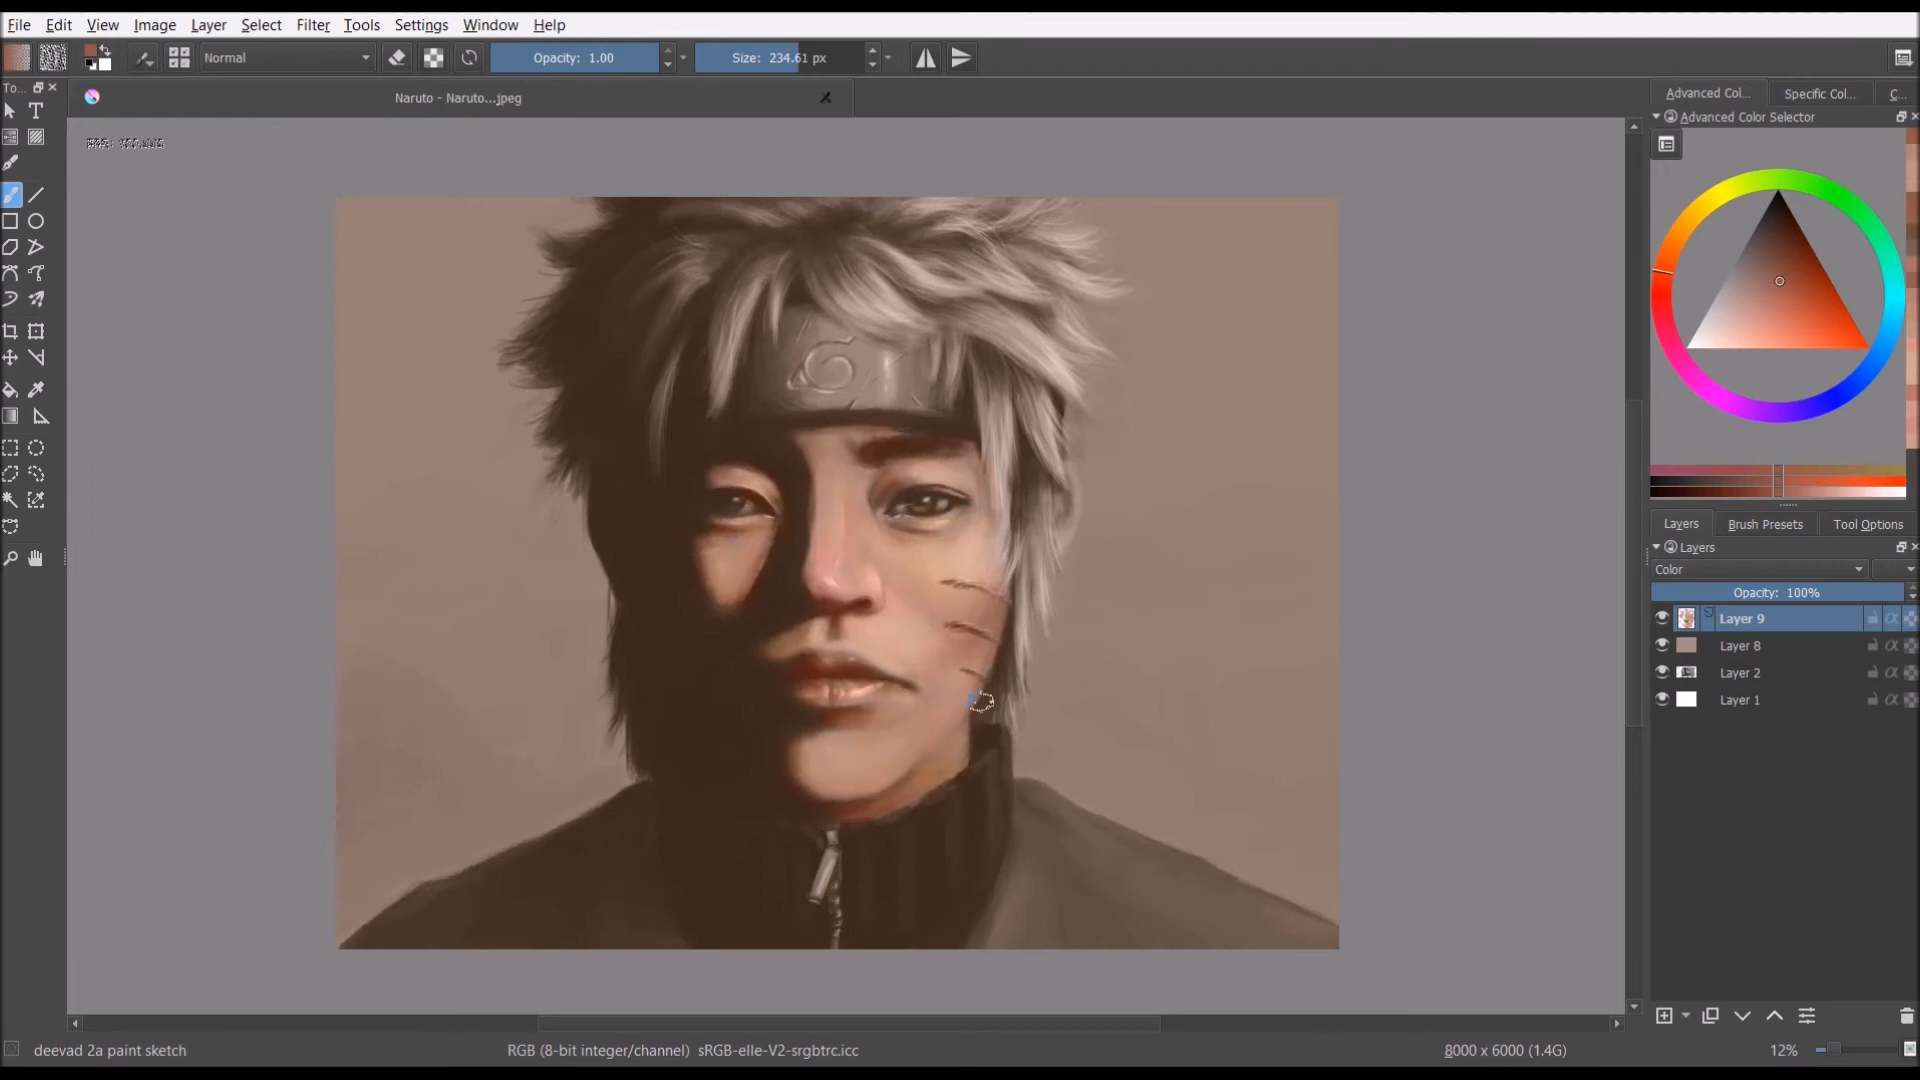 File Edit View Image Layer Select Filter Tools Settings Window Help
Normal Opacity: 1.00 Size: 234.61 px
To...
Naruto - Naruto...jpeg
Advanced Col... Specific Col... C...
Advanced Color Selector
Layers Brush Presets Tool Options
Layers
Color
Opacity: 100%
Layer 9
Layer 8
Layer 2
Layer 1
deevad 2a paint sketch RGB (8-bit integer/channel) sRGB-elle-V2-srgbtrc.icc 8000 x 6000 (1.4G) 12%